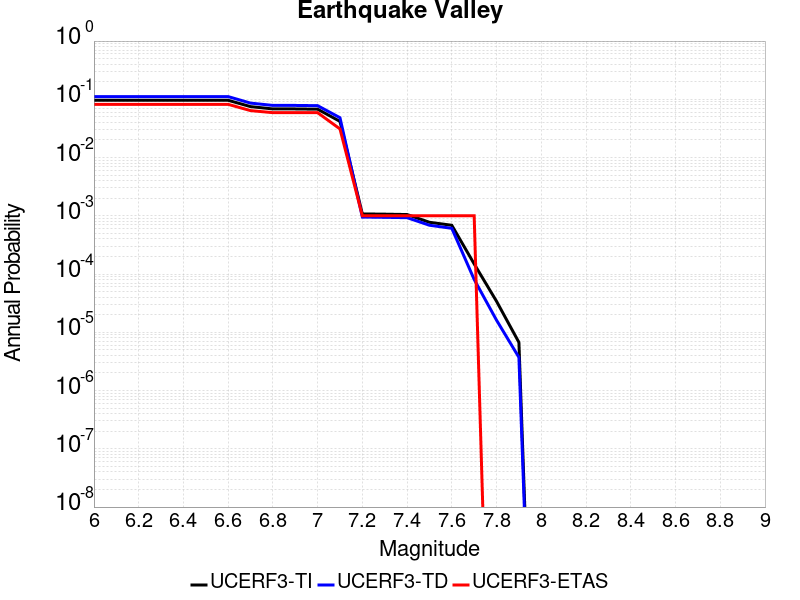 Earthquake Valley
10^0
10^-1
10^-2
10^-3
10^-4
10^-5
10^-6
10^-7
10^-8
Annual Probability
6 6.2 6.4 6.6 6.8 7 7.2 7.4 7.6 7.8 8 8.2 8.4 8.6 8.8 9
Magnitude
UCERF3-TI UCERF3-TD UCERF3-ETAS